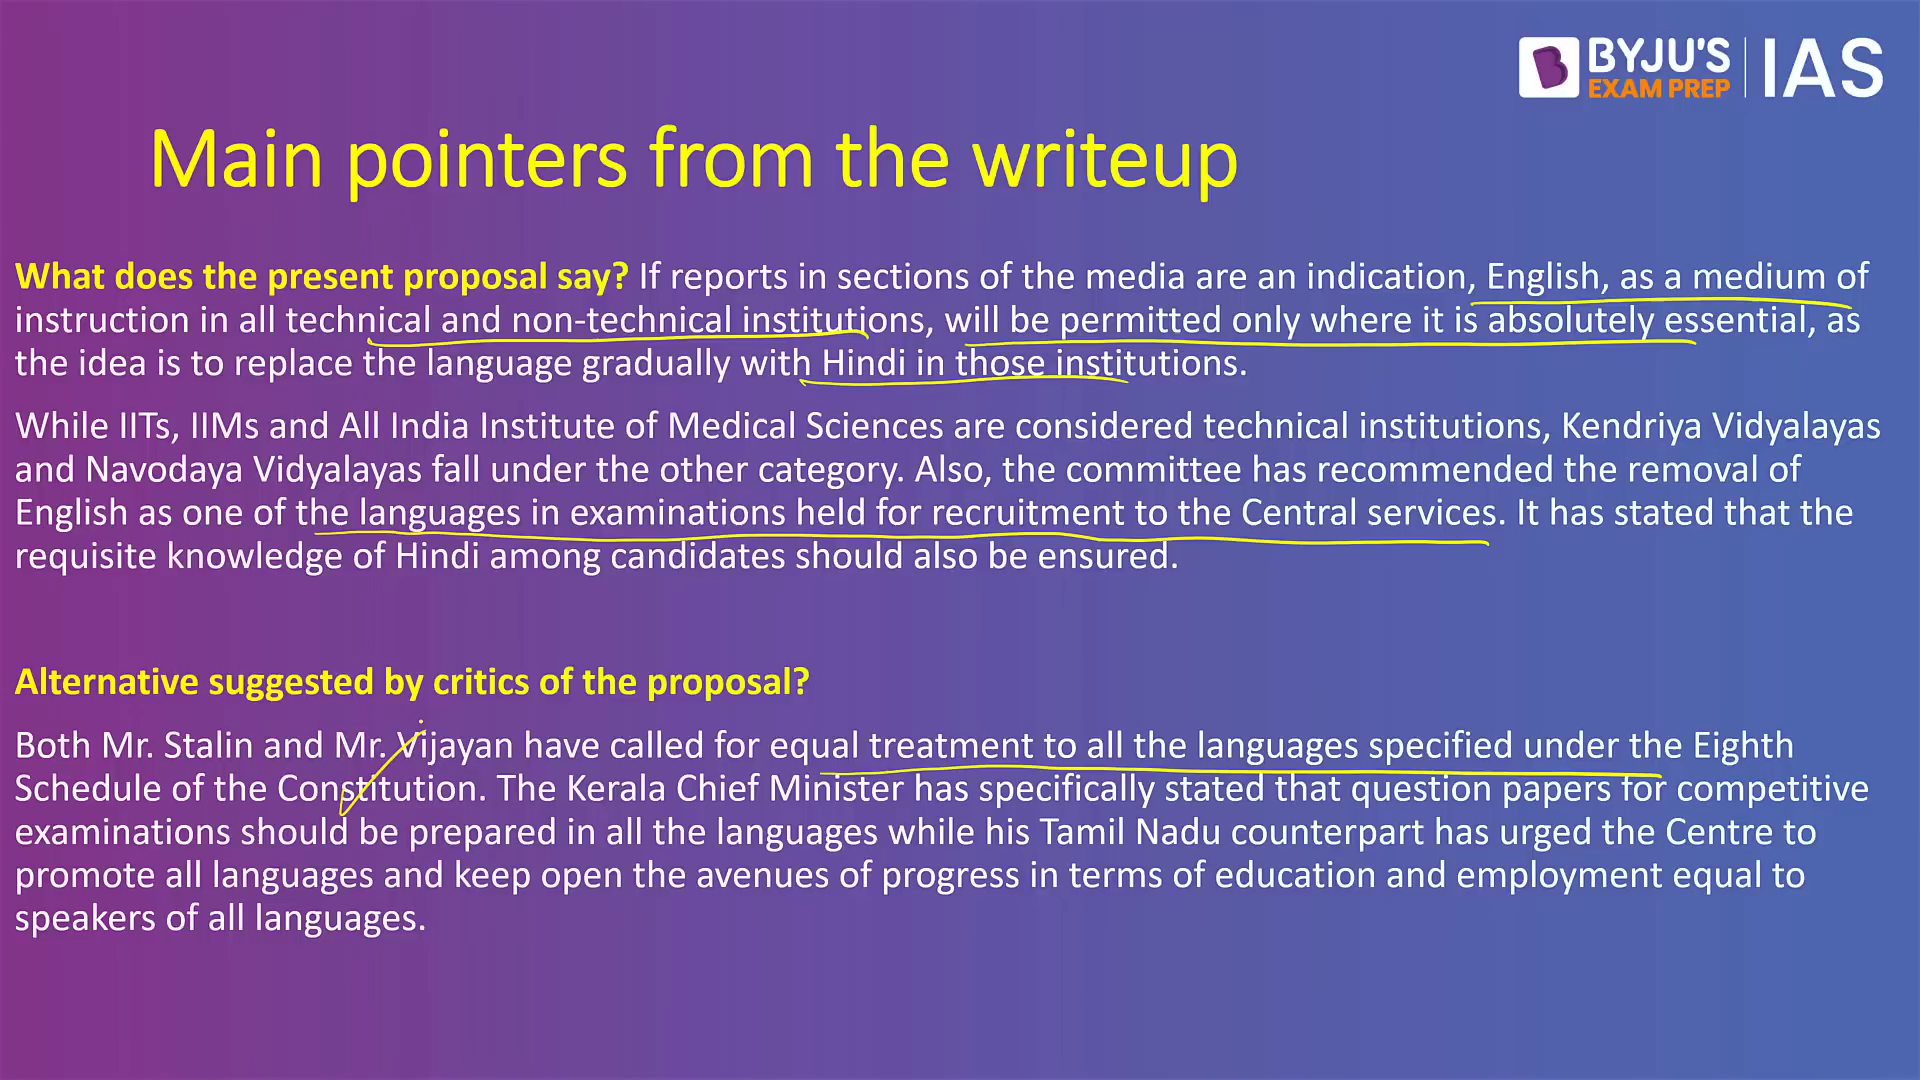 BYJU'S
EXAM PREP
IAS
Main pointers from the writeup
What does the present proposal say? If reports in sections of the media are an indication, English, as a medium of
instruction in all technical and non-technical institutions, will be permitted only where it is absolutely essential, as
the idea is to replace the language gradually with Hindi in those institutions.
While IITs, IIMs and All India Institute of Medical Sciences are considered technical institutions, Kendriya Vidyalayas
and Navodaya Vidyalayas fall under the other category. Also, the committee has recommended the removal of
English as one of the languages in examinations held for recruitment to the Central services. It has stated that the
requisite knowledge of Hindi among candidates should also be ensured.
Alternative suggested by critics of the proposal?
Both Mr. Stalin and Mr. Vijayan have called for equal treatment to all the languages specified under the Eighth
Schedule of the Constitution. The Kerala Chief Minister has specifically stated that question papers for competitive
examinations should be prepared in all the languages while his Tamil Nadu counterpart has urged the Centre to
promote all languages and keep open the avenues of progress in terms of education and employment equal to
speakers of all languages.